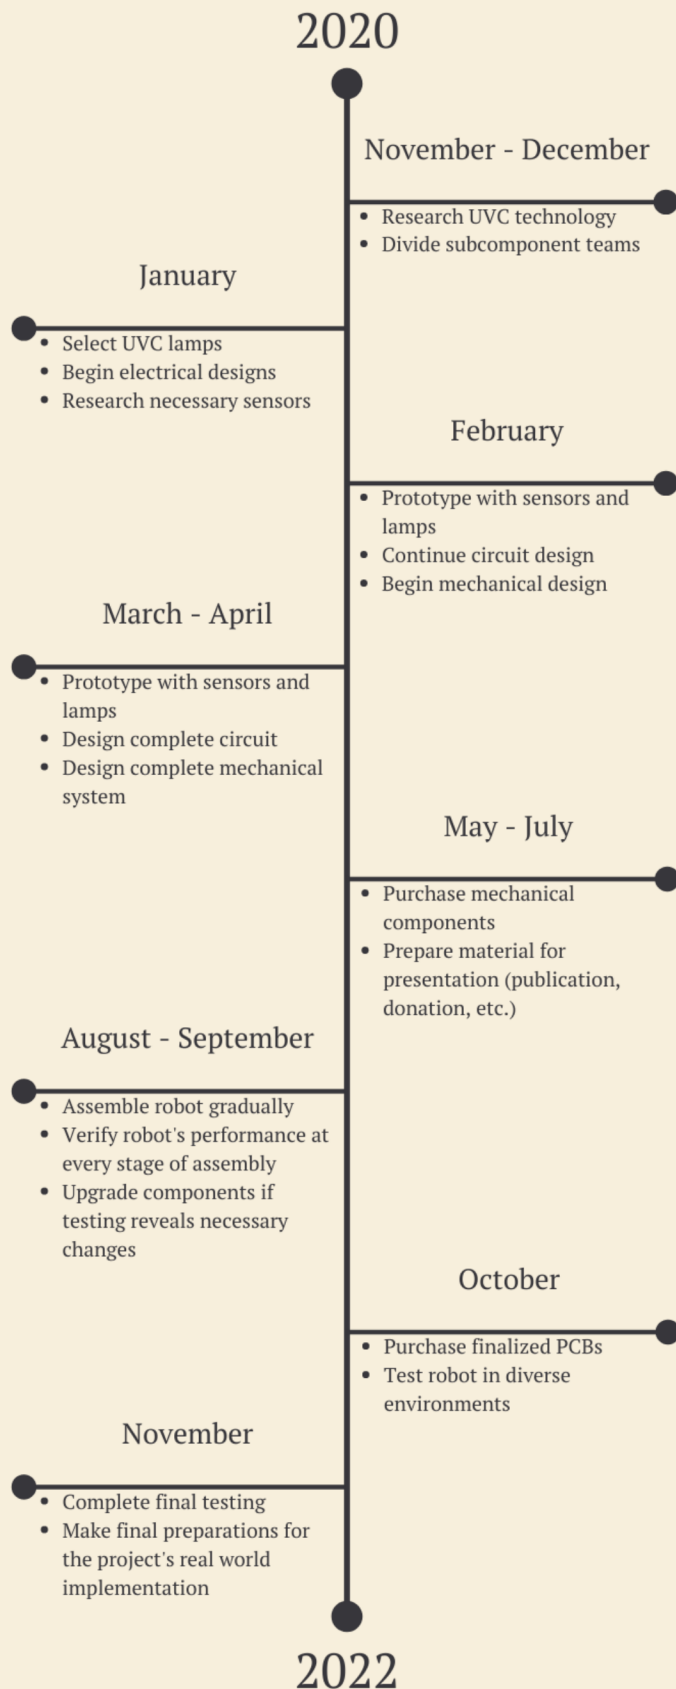 2020
November - December
• Research UVC technology
• Divide subcomponent teams
January
• Select UVC lamps
• Begin electrical designs
• Research necessary sensors
February
• Prototype with sensors and
lamps
• Continue circuit design
• Begin mechanical design
March - April
• Prototype with sensors and
lamps
• Design complete circuit
• Design complete mechanical
system
May - July
• Purchase mechanical
components
• Prepare material for
presentation (publication,
donation, etc.)
August - September
• Assemble robot gradually
• Verify robot's performance at
every stage of assembly
• Upgrade components if
testing reveals necessary
changes
October
• Purchase finalized PCBs
• Test robot in diverse
environments
November
• Complete final testing
• Make final preparations for
the project's real world
implementation
2022